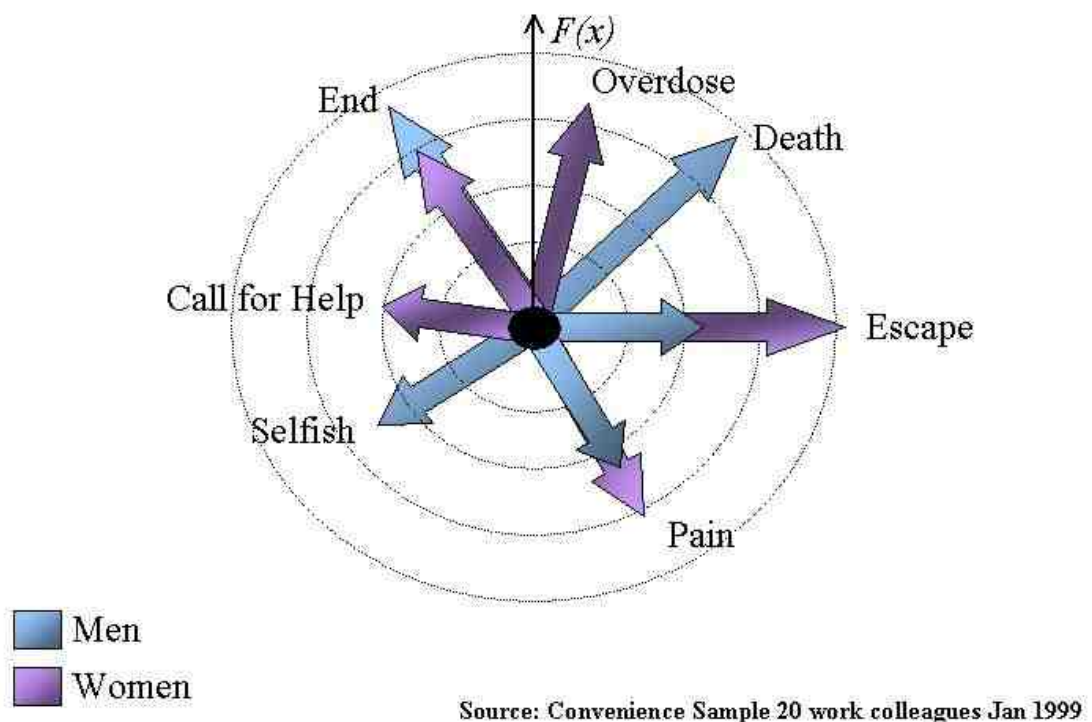 F(x)
Overdose
End
Death
Call for Help
Escape
Selfish
Pain
Men
Women
Source: Convenience Sample 20 work colleagues Jan 1999